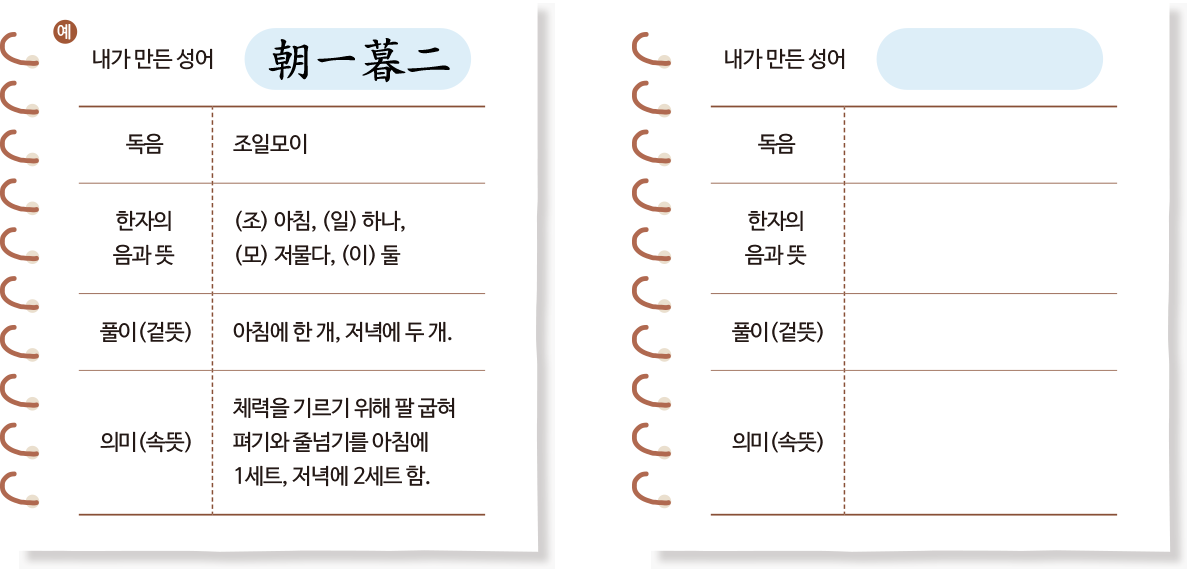 예
내가 만든 성어 朝一暮二
독음 조일모이
한자의 음과 뜻
(조) 아침, (일) 하나,
(모) 저물다, (이) 둘
풀이(겉뜻) 아침에 한 개, 저녁에 두 개.
의미(속뜻)
체력을 기르기 위해 팔 굽혀
펴기와 줄넘기를 아침에
1세트, 저녁에 2세트 함.
내가 만든 성어
독음
한자의
음과 뜻
풀이(겉뜻)
의미(속뜻)